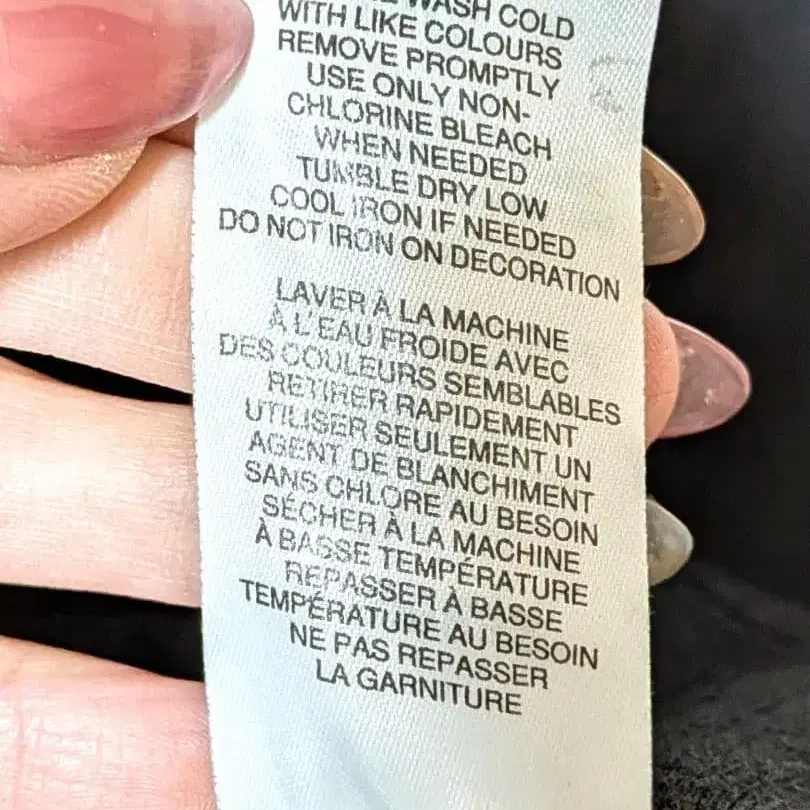 WASH COLD
WITH LIKE COLOURS
REMOVE PROMPTLY
USE ONLY NON-
CHLORINE BLEACH
WHEN NEEDED
TUMBLE DRY LOW
COOL IRON IF NEEDED
DO NOT IRON ON DECORATION
LAVER À LA MACHINE
À L'EAU FROIDE AVEC
DES COULEURS SEMBLABLES
RETIRER RAPIDEMENT
UTILISER SEULEMENT UN
AGENT DE BLANCHIMENT
SANS CHLORE AU BESOIN
SÉCHER À LA MACHINE
À BASSE TEMPÉRATURE
REPASSER À BASSE
TEMPÉRATURE AU BESOIN
NE PAS REPASSER
LA GARNITURE